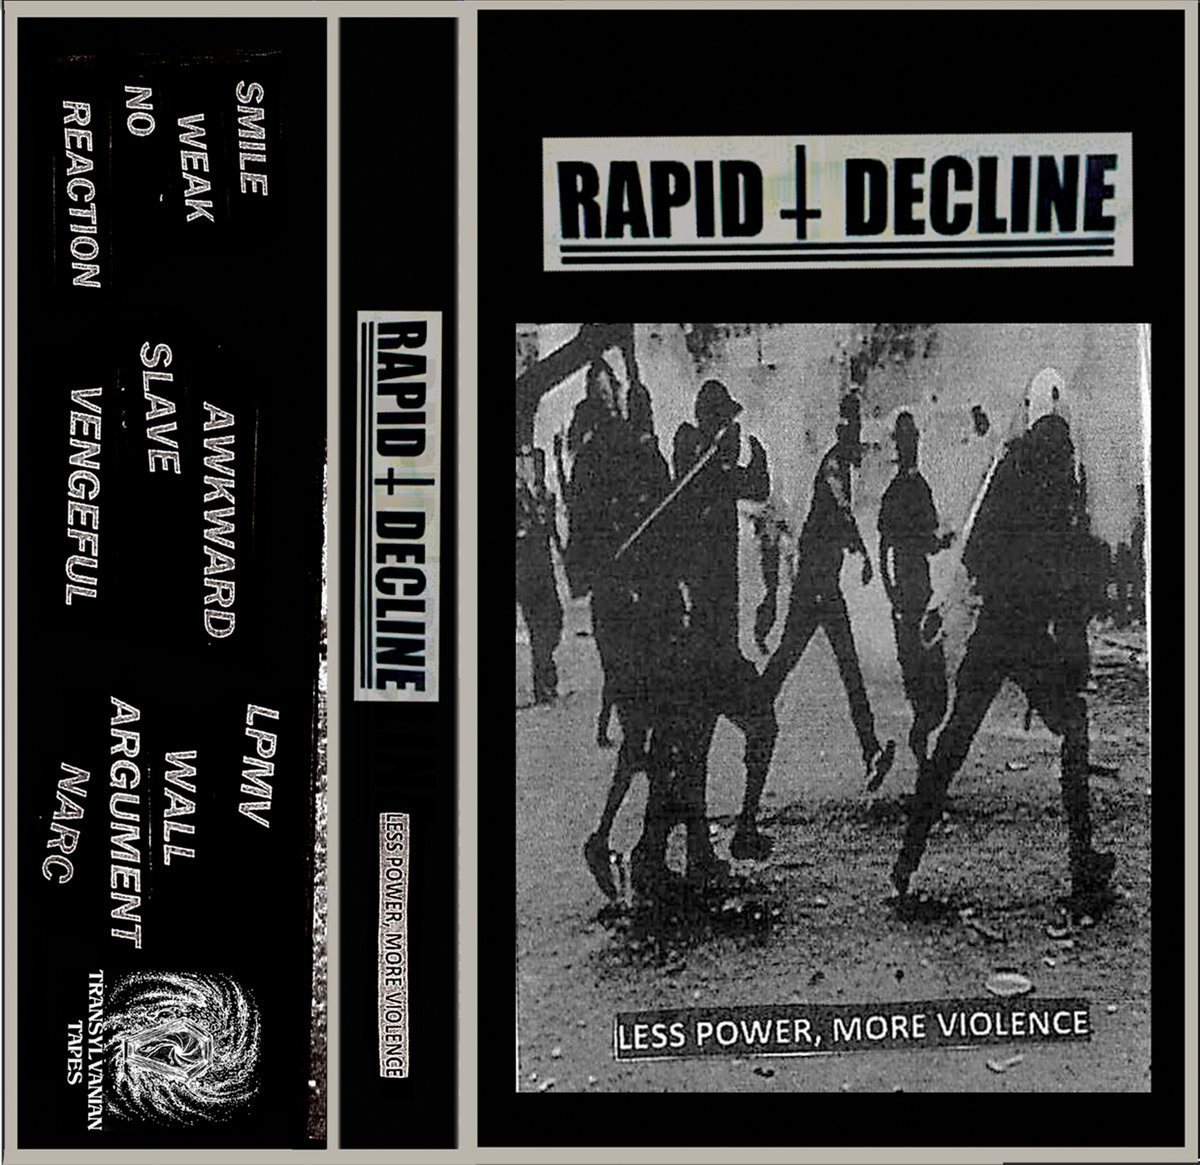 SMILE
WEAK
NO
REACTION
AWKWARD
SLAVE
VENGEFUL
LPMV
WALL
ARGUMENT
NARC
TRANSYLVANIAN
TAPES
RAPID DECLINE
LESS POWER, MORE VIOLENCE
RAPID DECLINE
LESS POWER, MORE VIOLENCE